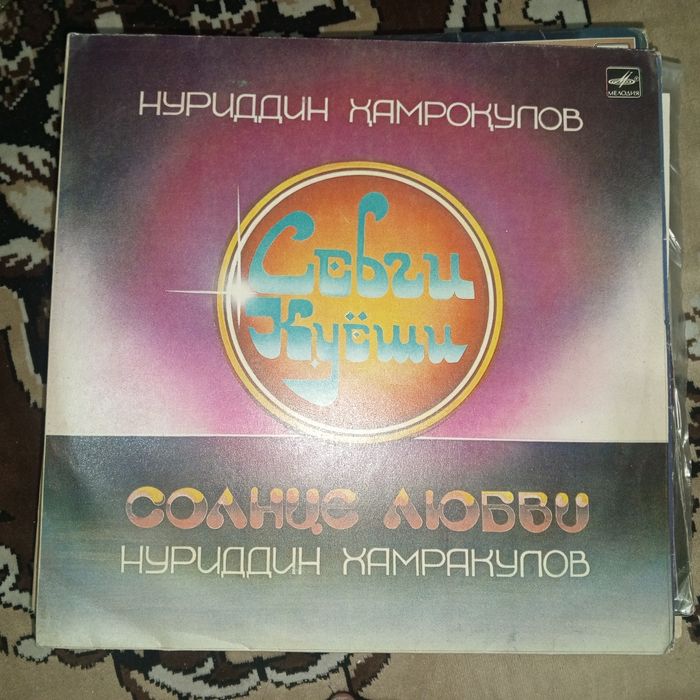 МЕЛОДИЯ
НУРИДДИН ҲАМРОҚУЛОВ
Севги
Қуёши
СОЛНЦЕ ЛЮБВИ
НУРИДДИН ХАМРАКУЛОВ